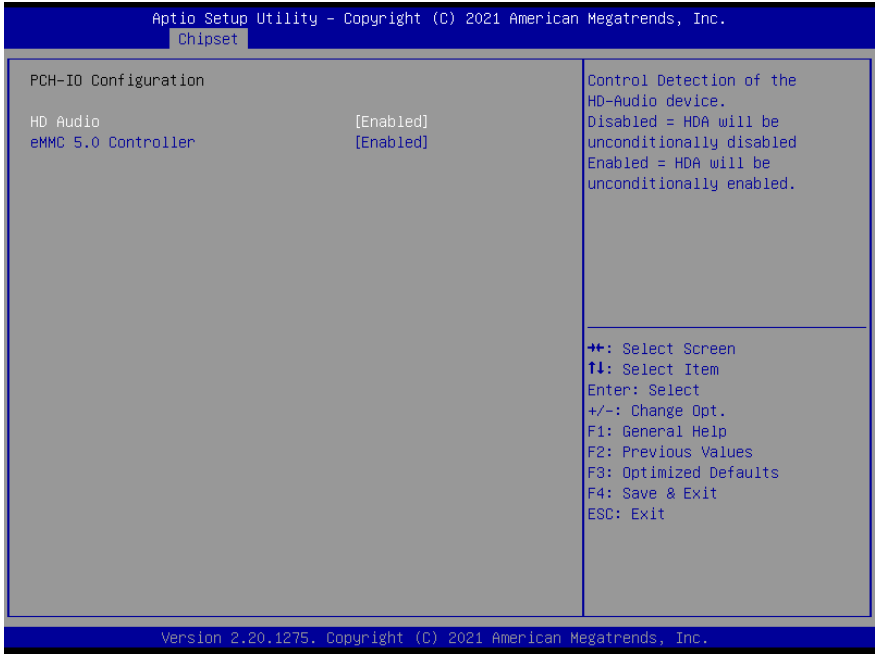 Aptio Setup Utility – Copyright (C) 2021 American Megatrends, Inc.
Chipset
PCH-IO Configuration
HD Audio [Enabled]
eMMC 5.0 Controller [Enabled]
Control Detection of the
HD-Audio device.
Disabled = HDA will be
unconditionally disabled
Enabled = HDA will be
unconditionally enabled.
→←: Select Screen
↑↓: Select Item
Enter: Select
+/-: Change Opt.
F1: General Help
F2: Previous Values
F3: Optimized Defaults
F4: Save & Exit
ESC: Exit
Version 2.20.1275. Copyright (C) 2021 American Megatrends, Inc.